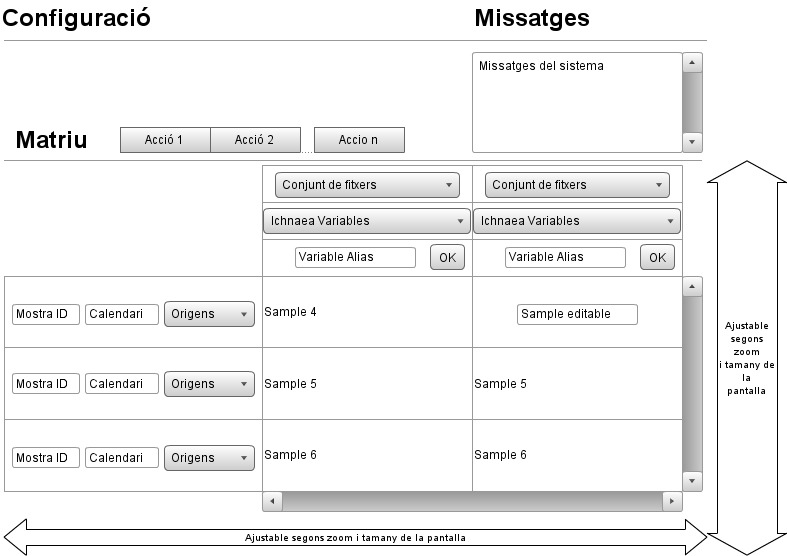 Configuració
Missatges
Missatges del sistema
Matriu
Acció 1
Acció 2
Accio n
Conjunt de fitxers
Conjunt de fitxers
Ichnaea Variables
Ichnaea Variables
Variable Alias
OK
Variable Alias
OK
Mostra ID
Calendari
Origens
Sample 4
Sample editable
Mostra ID
Calendari
Origens
Sample 5
Sample 5
Mostra ID
Calendari
Origens
Sample 6
Sample 6
Ajustable
segons
zoom
i tamany de
la
pantalla
Ajustable segons zoom i tamany de la pantalla